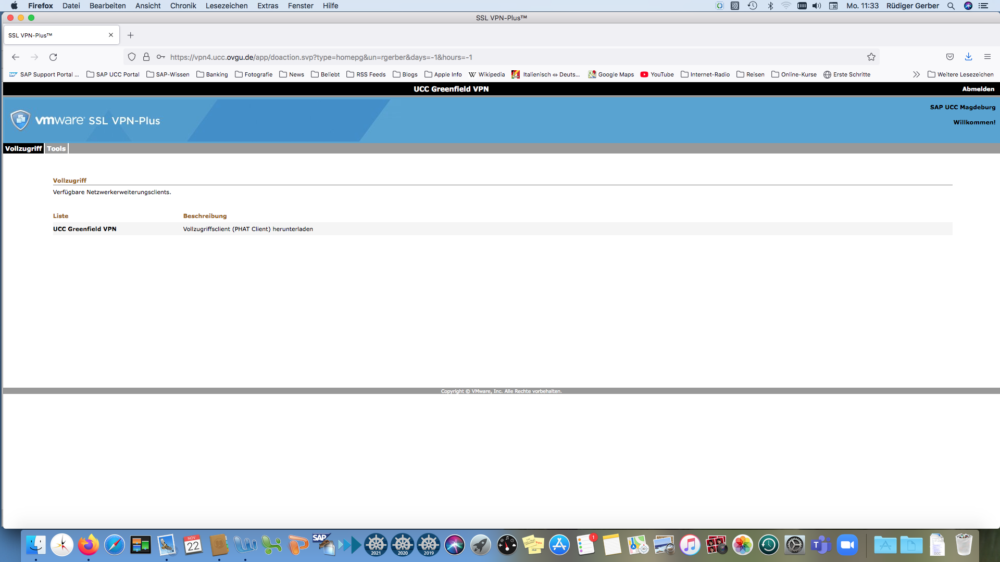 Firefox Datei Bearbeiten Ansicht Chronik Lesezeichen Extras Fenster Hilfe Mo. 11:33 Rüdiger Gerber
SSL VPN-Plus™
SSL VPN-Plus™
https://vpn4.ucc.ovgu.de/app/doaction.svp?type=homepg&un=rgerber&days=-1&hours=-1
SAP Support Portal ... SAP UCC Portal SAP-Wissen Banking Fotografie News Beliebt RSS Feeds Blogs Apple Info Wikipedia Italienisch ⇔ Deuts... Google Maps YouTube Internet-Radio Reisen Online-Kurse Erste Schritte Weitere Lesezeichen
UCC Greenfield VPN Abmelden
SAP UCC Magdeburg
vmware® SSL VPN-Plus
Willkommen!
Vollzugriff Tools
Vollzugriff
Verfügbare Netzwerkerweiterungsclients.
Liste Beschreibung
UCC Greenfield VPN Vollzugriffsclient (PHAT Client) herunterladen
Copyright © VMware, Inc. Alle Rechte vorbehalten.
NOV
22
SAP
2021
2020
2019
1